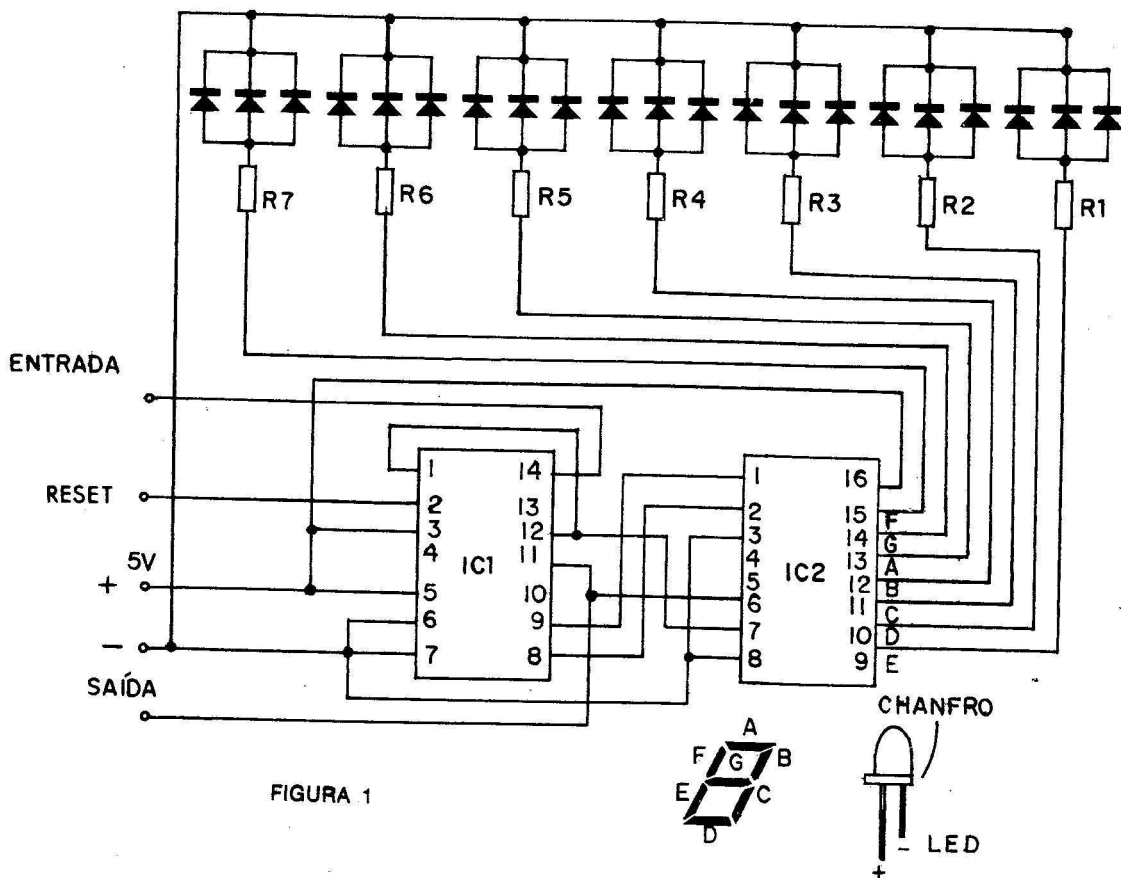 R7 R6 R5 R4 R3 R2 R1
ENTRADA
RESET
5V
+
−
SAÍDA
1 14
2 13
3 12
4 11
5 10
6 9
7 8
IC1
1 16
2 15 F
3 14 G
4 13 A
5 12 B
6 11 C
7 10 D
8 9 E
IC2
CHANFRO
A
F G B
E C
D
− LED
+
FIGURA 1